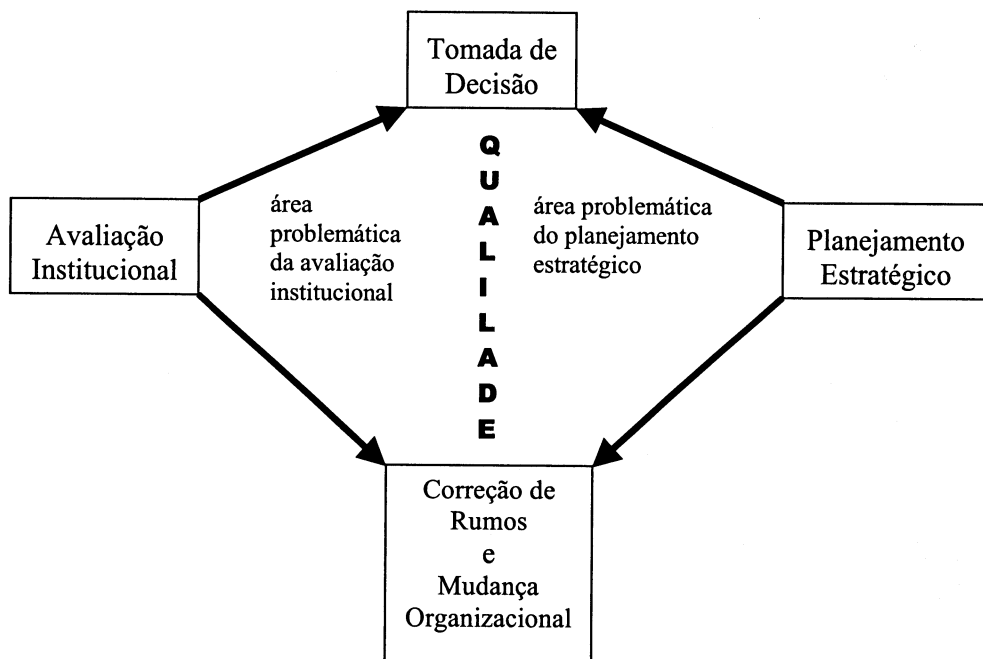 Tomada de
Decisão
Avaliação
Institucional
área
problemática
da avaliação
institucional
QUALILADE
área problemática
do planejamento
estratégico
Planejamento
Estratégico
Correção de
Rumos
e
Mudança
Organizacional